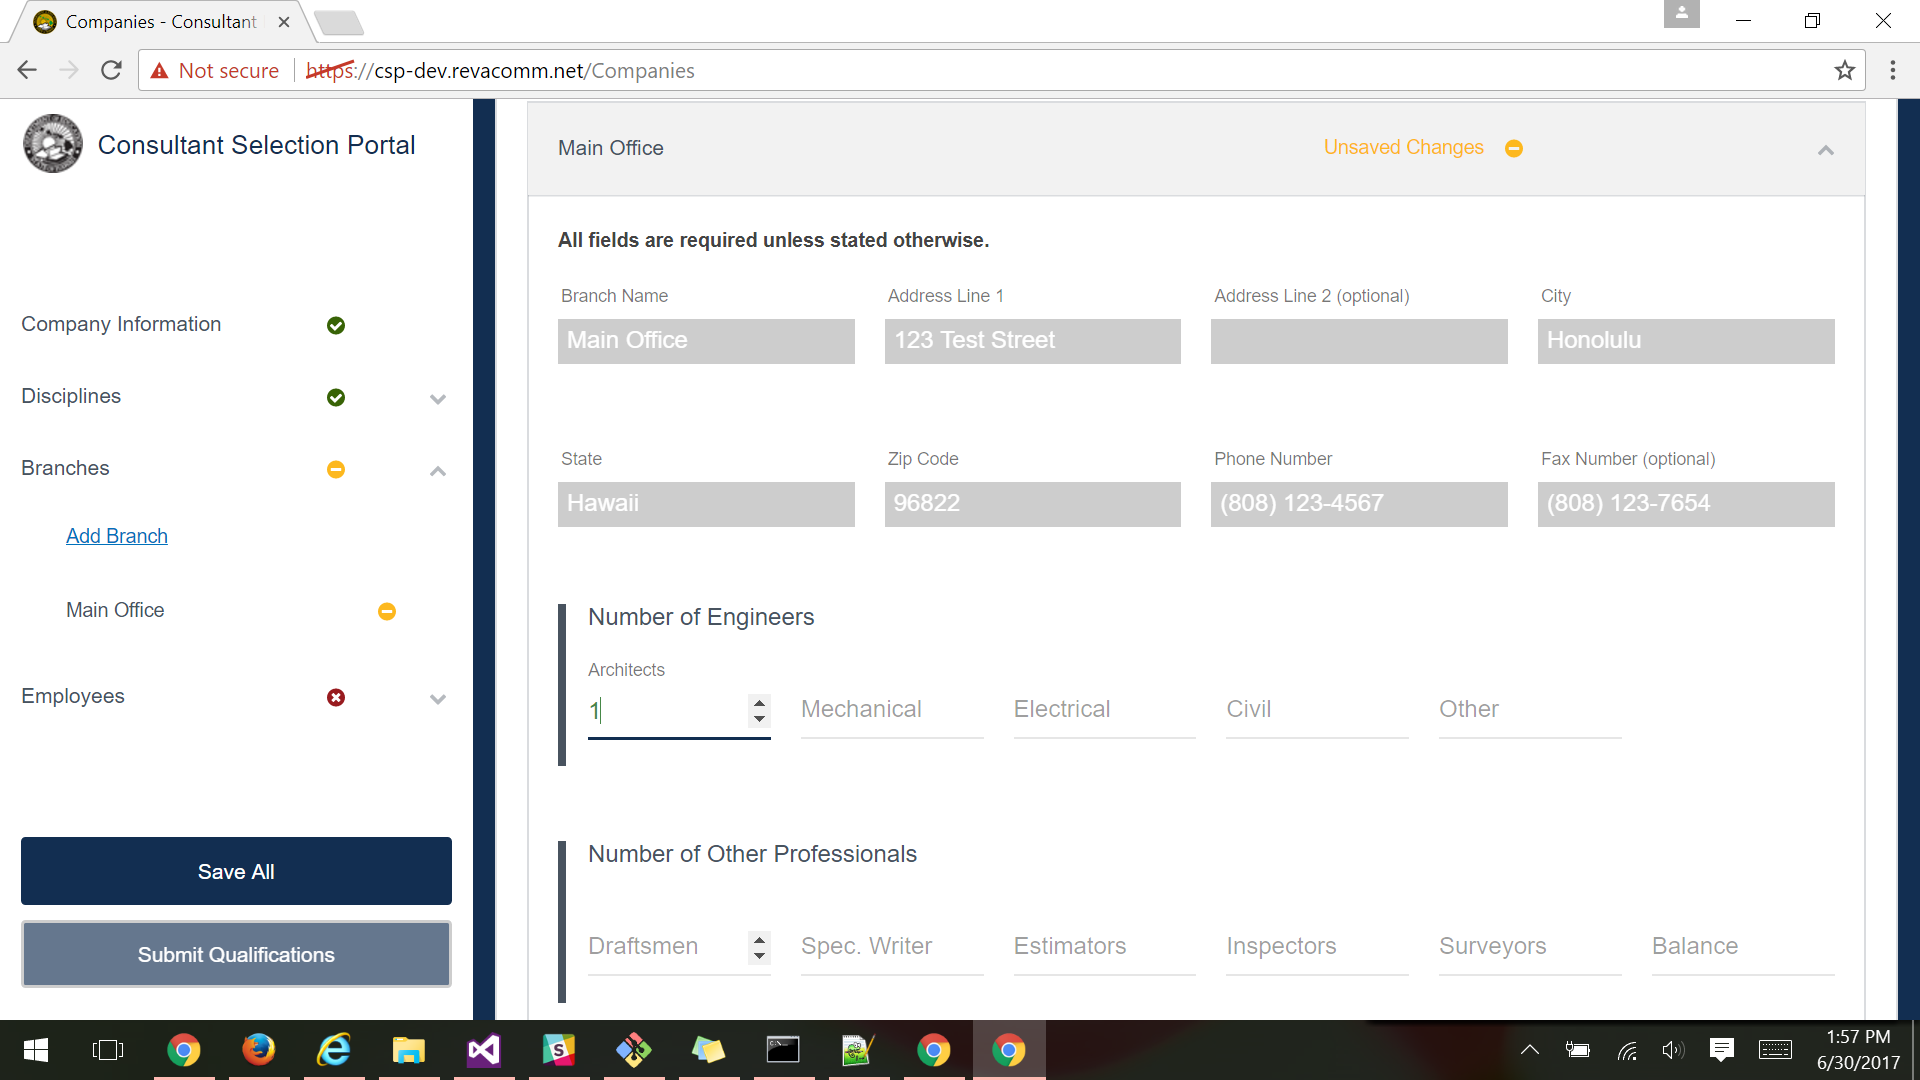 Companies - Consultant
Not secure https://csp-dev.revacomm.net/Companies
Consultant Selection Portal
Company Information
Disciplines
Branches
Add Branch
Main Office
Employees
Save All
Submit Qualifications
Main Office Unsaved Changes
All fields are required unless stated otherwise.
Branch Name Address Line 1 Address Line 2 (optional) City
Main Office 123 Test Street Honolulu
State Zip Code Phone Number Fax Number (optional)
Hawaii 96822 (808) 123-4567 (808) 123-7654
Number of Engineers
Architects
1 Mechanical Electrical Civil Other
Number of Other Professionals
Draftsmen Spec. Writer Estimators Inspectors Surveyors Balance
1:57 PM
6/30/2017